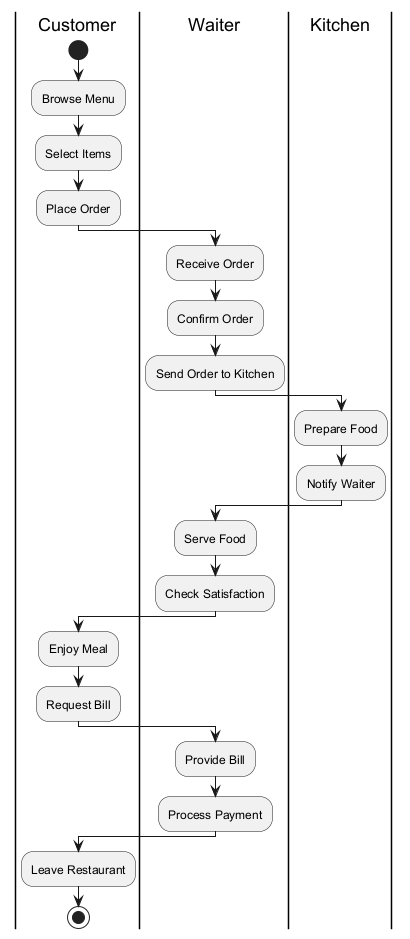 Customer
Waiter
Kitchen
Browse Menu
Select Items
Place Order
Receive Order
Confirm Order
Send Order to Kitchen
Prepare Food
Notify Waiter
Serve Food
Check Satisfaction
Enjoy Meal
Request Bill
Provide Bill
Process Payment
Leave Restaurant